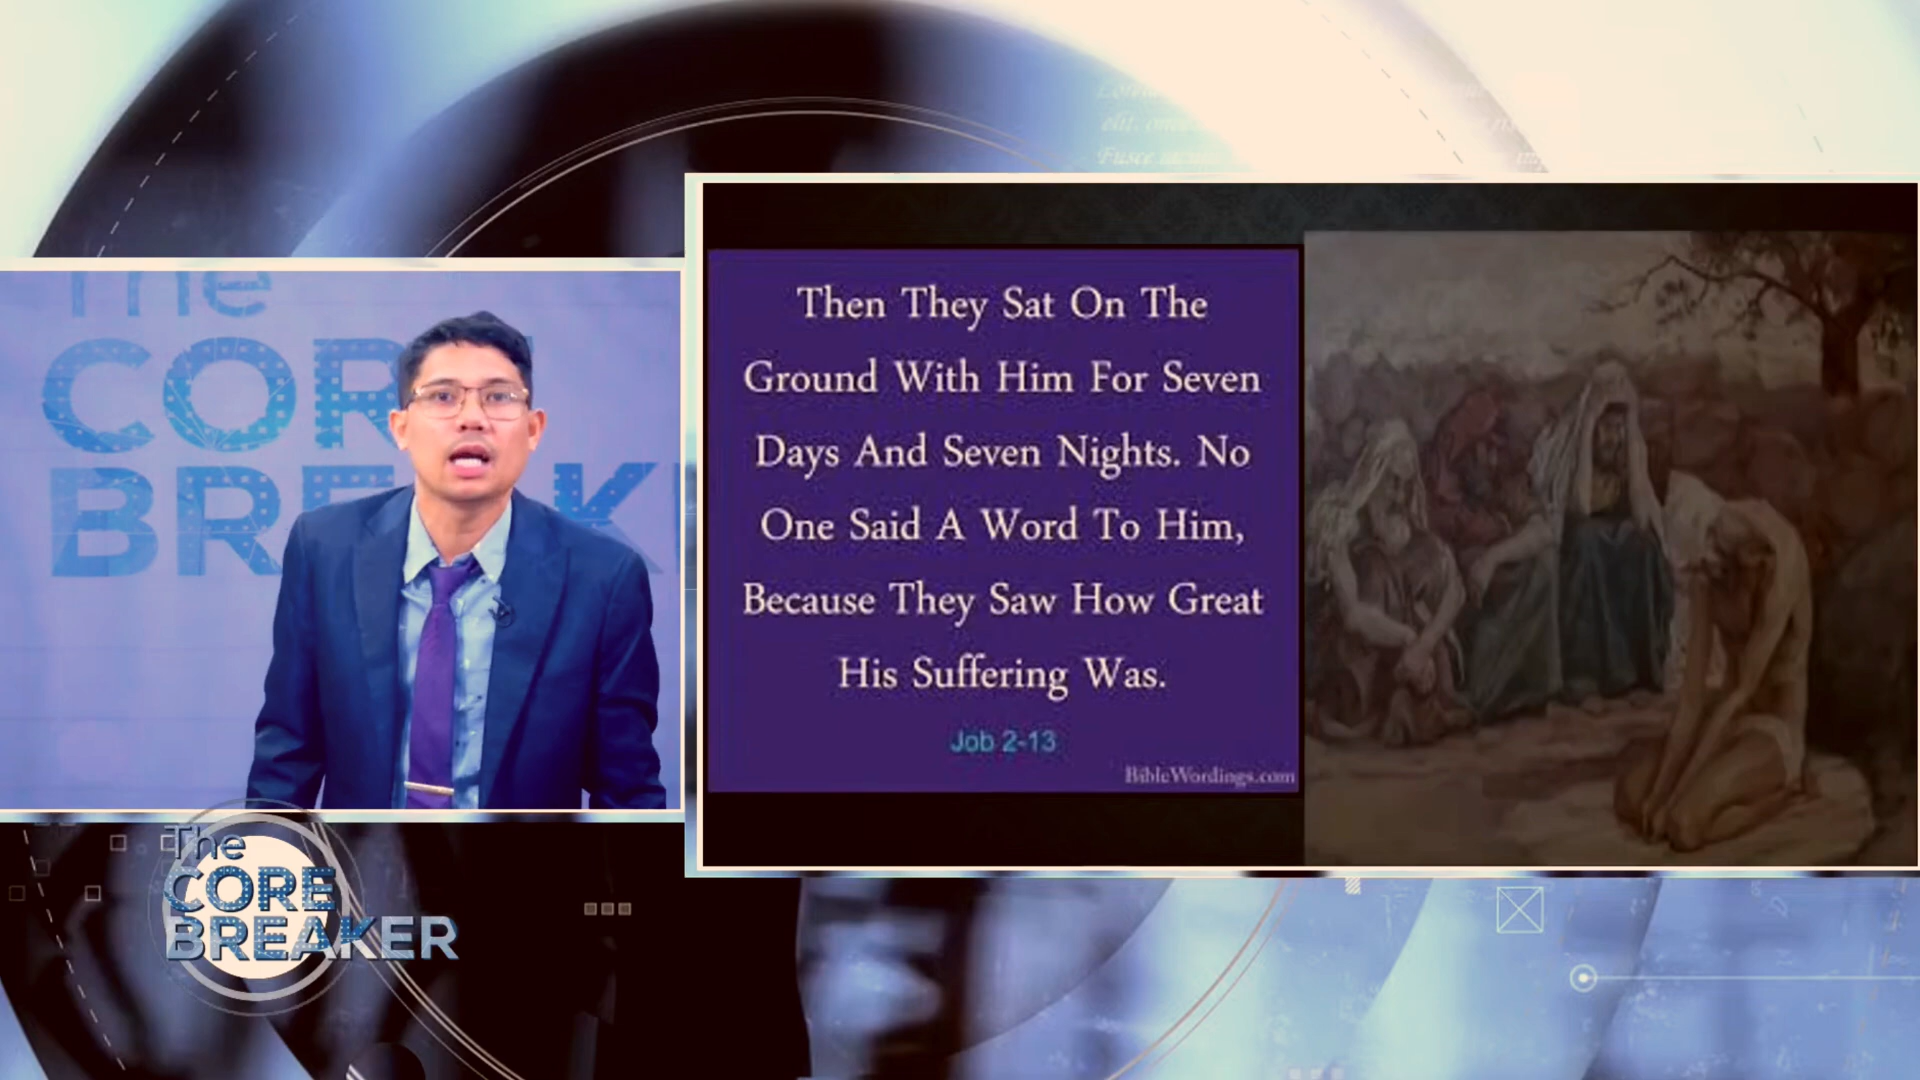 The
CORE
BREAK
Then They Sat On The
Ground With Him For Seven
Days And Seven Nights. No
One Said A Word To Him,
Because They Saw How Great
His Suffering Was.
Job 2-13
BibleWordings.com
The
CORE
BREAKER